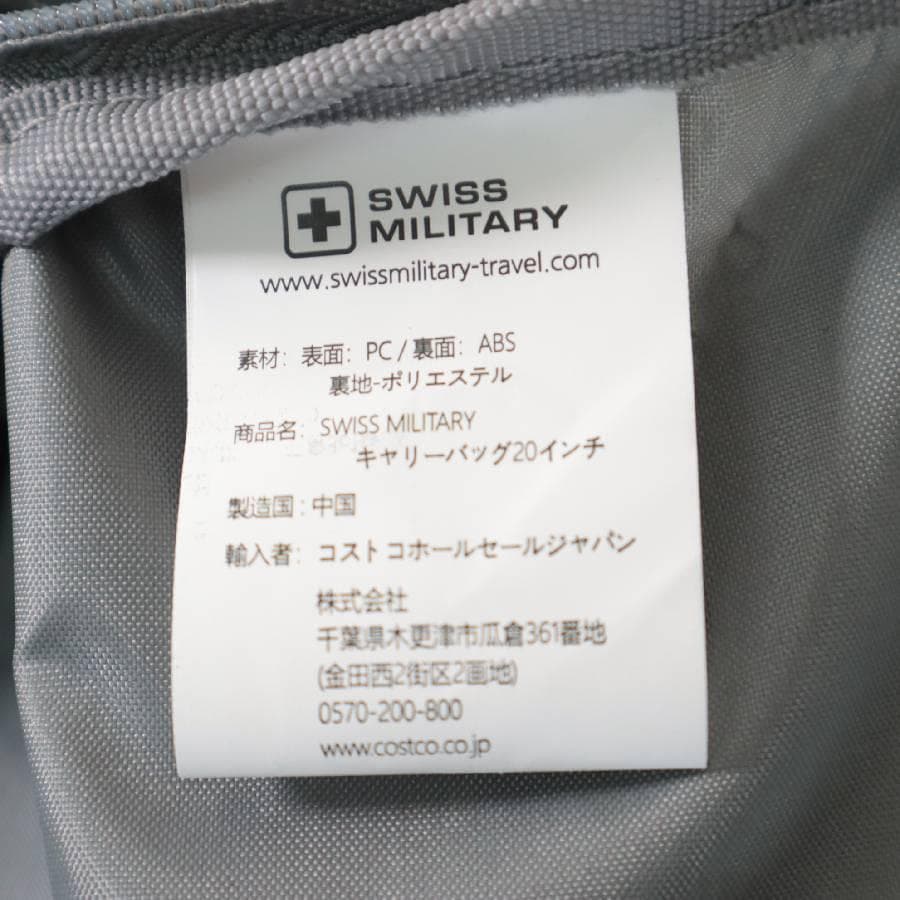 SWISS
MILITARY
www.swissmilitary-travel.com
素材: 表面: PC / 裏面: ABS
裏地-ポリエステル
商品名: SWISS MILITARY
キャリーバッグ20インチ
製造国: 中国
輸入者: コストコホールセールジャパン
株式会社
千葉県木更津市瓜倉361番地
(金田西2街区2画地)
0570-200-800
www.costco.co.jp